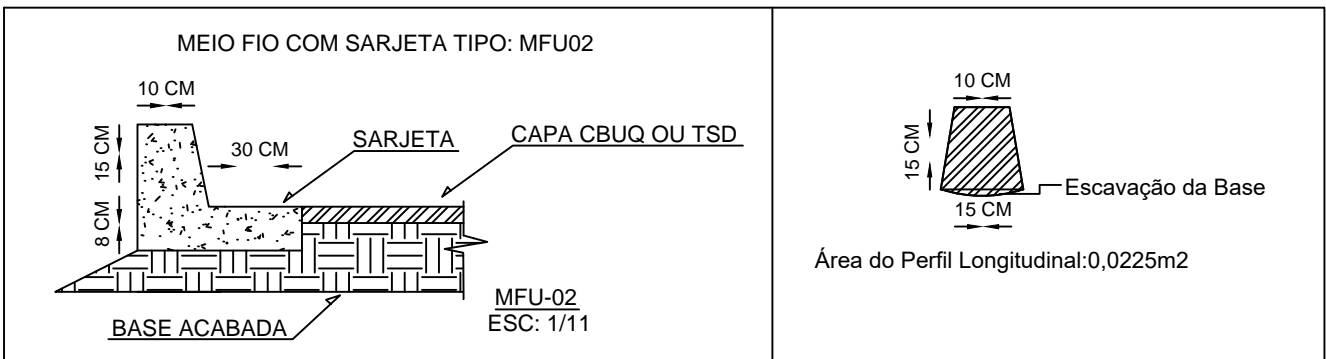 MEIO FIO COM SARJETA TIPO: MFU02
10 CM
15 CM
30 CM
SARJETA
CAPA CBUQ OU TSD
8 CM
MFU-02
ESC: 1/11
BASE ACABADA
10 CM
15 CM
Escavação da Base
15 CM
Área do Perfil Longitudinal:0,0225m2